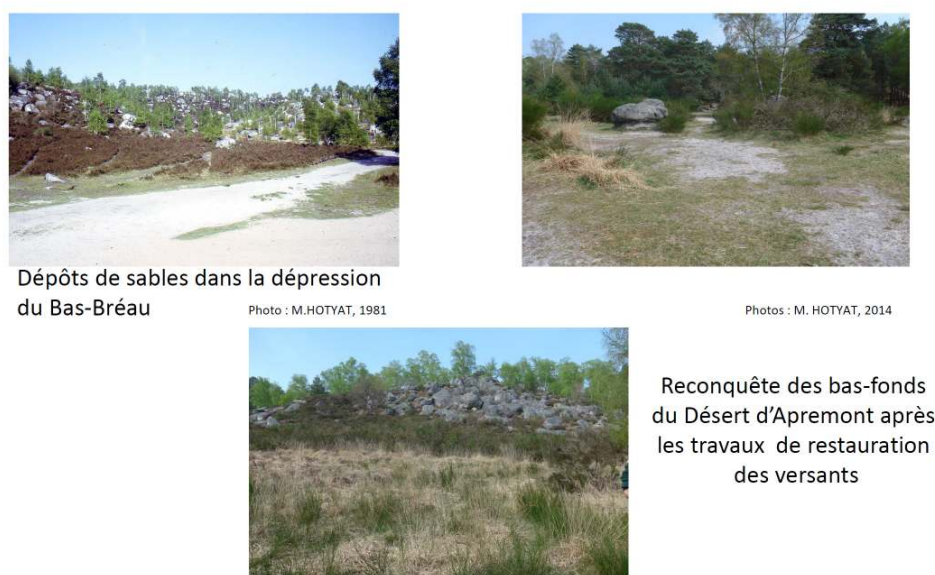 Dépôts de sables dans la dépression
du Bas-Bréau
Photo : M.HOTYAT, 1981
Photos : M. HOTYAT, 2014
Reconquête des bas-fonds
du Désert d’Apremont après
les travaux de restauration
des versants